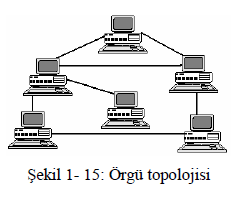 Şekil 1- 15: Örgü topolojisi